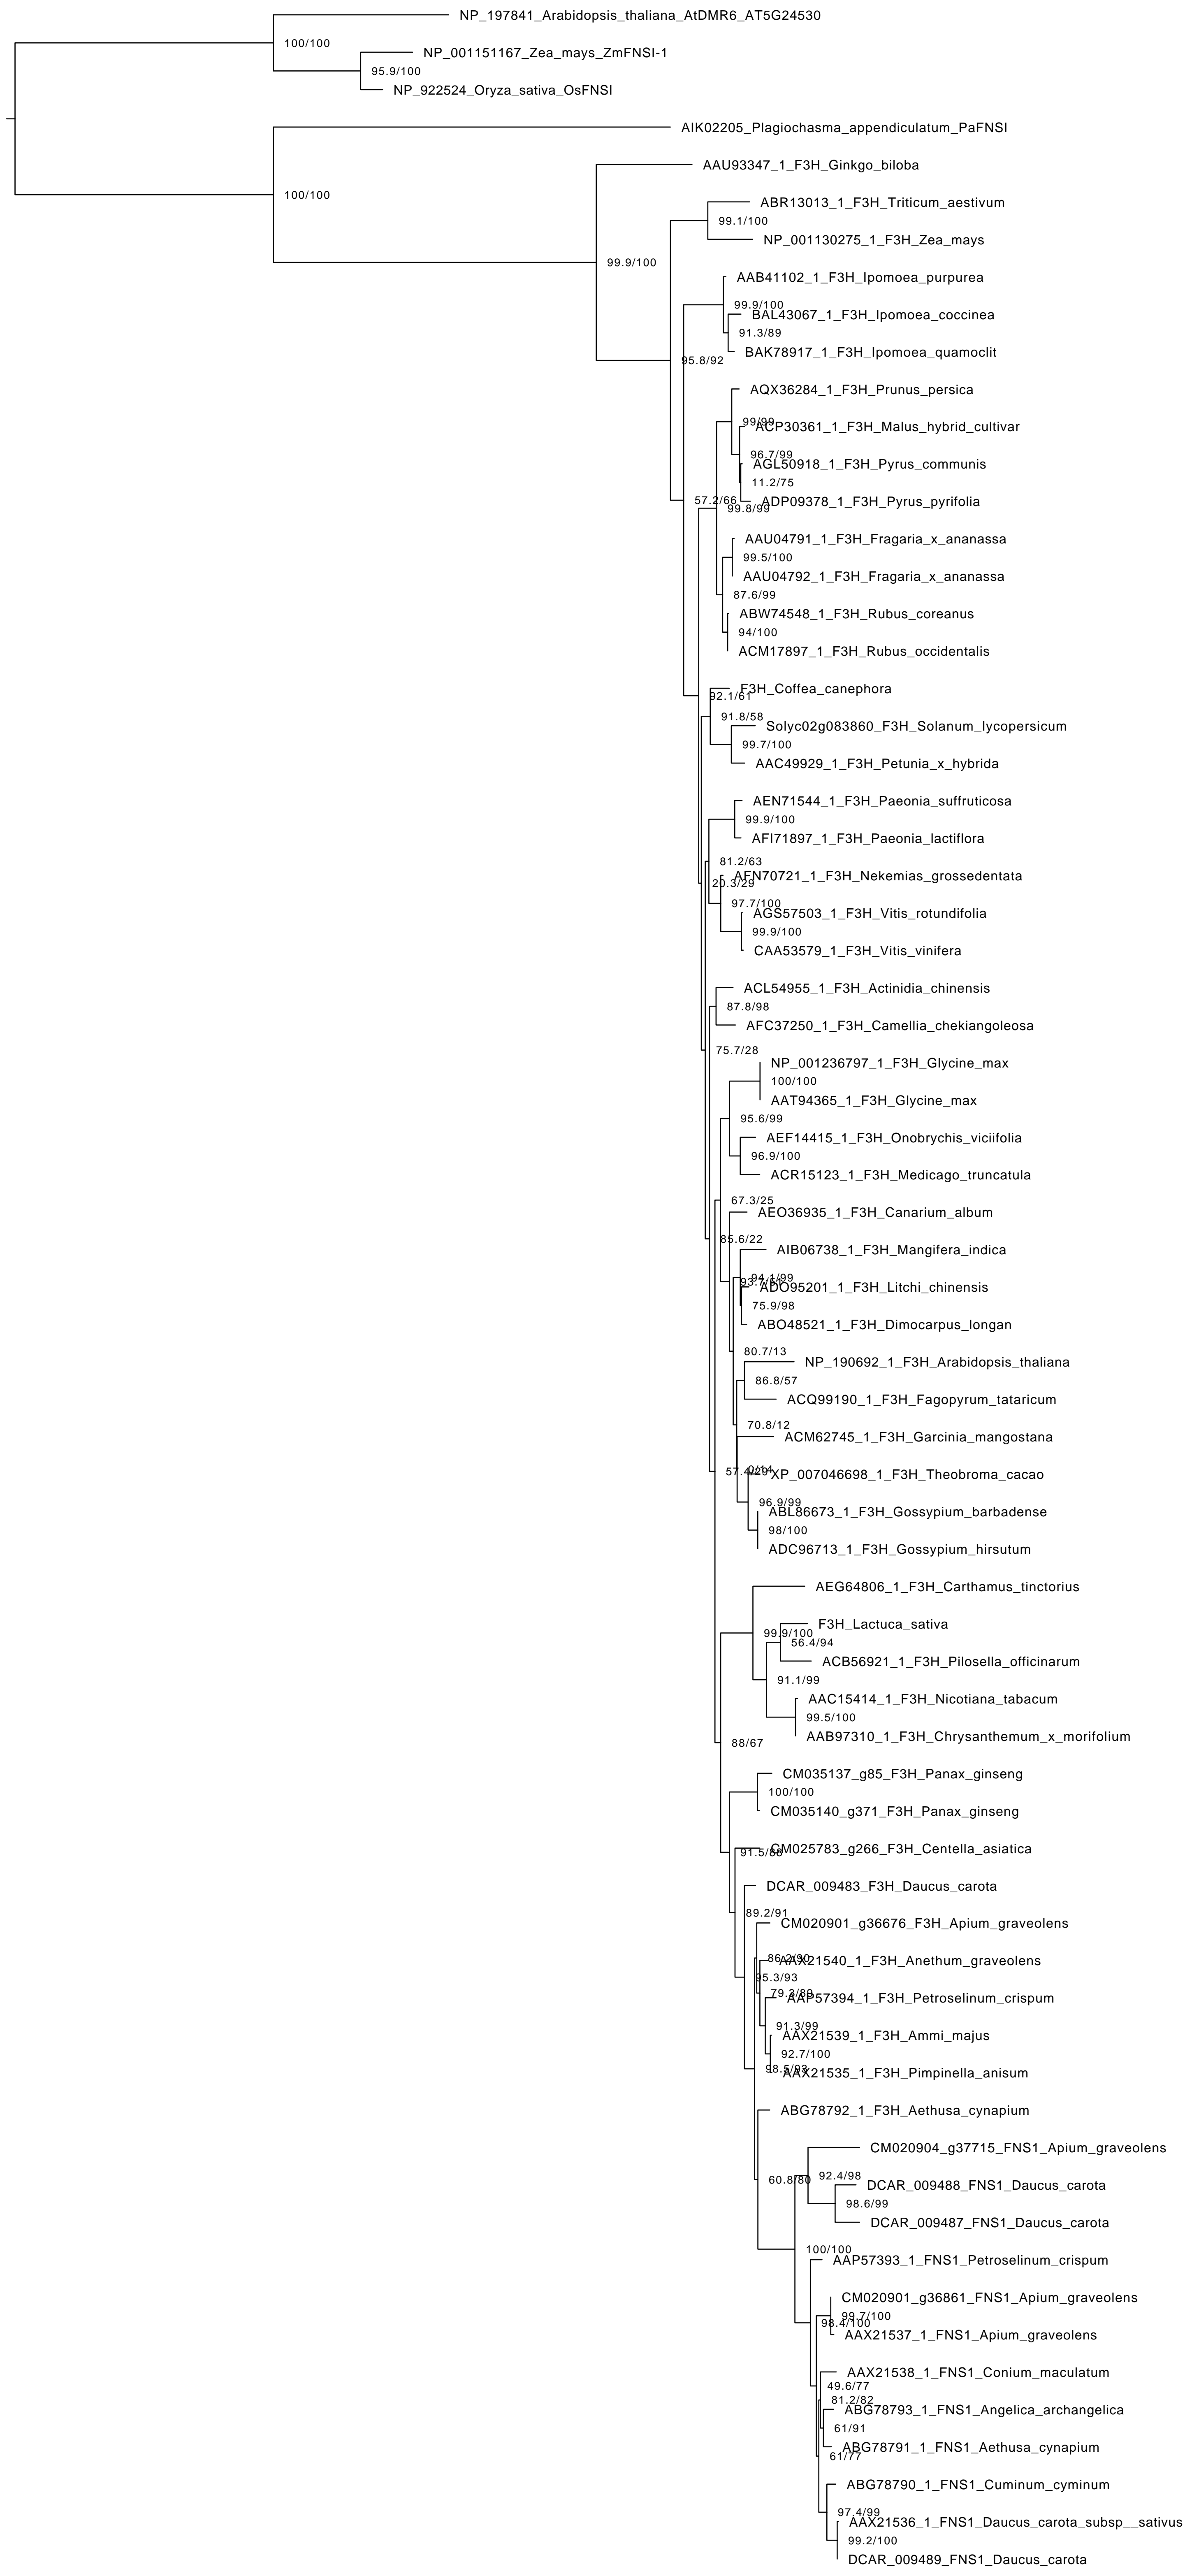 NP_197841_Arabidopsis_thaliana_AtDMR6_AT5G24530
100/100
NP_001151167_Zea_mays_ZmFNSI-1
95.9/100
NP_922524_Oryza_sativa_OsFNSI
AIK02205_Plagiochasma_appendiculatum_PaFNSI
AAU93347_1_F3H_Ginkgo_biloba
100/100
ABR13013_1_F3H_Triticum_aestivum
99.1/100
NP_001130275_1_F3H_Zea_mays
99.9/100
AAB41102_1_F3H_Ipomoea_purpurea
99.9/100
BAL43067_1_F3H_Ipomoea_coccinea
91.3/89
BAK78917_1_F3H_Ipomoea_quamoclit
95.8/92
AQX36284_1_F3H_Prunus_persica
99/99
ACP30361_1_F3H_Malus_hybrid_cultivar
96.7/99
AGL50918_1_F3H_Pyrus_communis
11.2/75
57.2/66
ADP09378_1_F3H_Pyrus_pyrifolia
99.8/99
AAU04791_1_F3H_Fragaria_x_ananassa
99.5/100
AAU04792_1_F3H_Fragaria_x_ananassa
87.6/99
ABW74548_1_F3H_Rubus_coreanus
94/100
ACM17897_1_F3H_Rubus_occidentalis
F3H_Coffea_canephora
92.1/61
91.8/58
Solyc02g083860_F3H_Solanum_lycopersicum
99.7/100
AAC49929_1_F3H_Petunia_x_hybrida
AEN71544_1_F3H_Paeonia_suffruticosa
99.9/100
AFI71897_1_F3H_Paeonia_lactiflora
81.2/63
AFN70721_1_F3H_Nekemias_grossedentata
20.3/29
97.7/100
AGS57503_1_F3H_Vitis_rotundifolia
99.9/100
CAA53579_1_F3H_Vitis_vinifera
ACL54955_1_F3H_Actinidia_chinensis
87.8/98
AFC37250_1_F3H_Camellia_chekiangoleosa
75.7/28
NP_001236797_1_F3H_Glycine_max
100/100
AAT94365_1_F3H_Glycine_max
95.6/99
AEF14415_1_F3H_Onobrychis_viciifolia
96.9/100
ACR15123_1_F3H_Medicago_truncatula
67.3/25
AEO36935_1_F3H_Canarium_album
85.6/22
AIB06738_1_F3H_Mangifera_indica
94.1/99
ADO95201_1_F3H_Litchi_chinensis
75.9/98
ABO48521_1_F3H_Dimocarpus_longan
80.7/13
NP_190692_1_F3H_Arabidopsis_thaliana
86.8/57
ACQ99190_1_F3H_Fagopyrum_tataricum
70.8/12
ACM62745_1_F3H_Garcinia_mangostana
0/14
57.4/29
XP_007046698_1_F3H_Theobroma_cacao
96.9/99
ABL86673_1_F3H_Gossypium_barbadense
98/100
ADC96713_1_F3H_Gossypium_hirsutum
AEG64806_1_F3H_Carthamus_tinctorius
F3H_Lactuca_sativa
99.9/100
56.4/94
ACB56921_1_F3H_Pilosella_officinarum
91.1/99
AAC15414_1_F3H_Nicotiana_tabacum
99.5/100
AAB97310_1_F3H_Chrysanthemum_x_morifolium
88/67
CM035137_g85_F3H_Panax_ginseng
100/100
CM035140_g371_F3H_Panax_ginseng
CM025783_g266_F3H_Centella_asiatica
DCAR_009483_F3H_Daucus_carota
89.2/91
CM020901_g36676_F3H_Apium_graveolens
AAX21540_1_F3H_Anethum_graveolens
95.3/93
AAP57394_1_F3H_Petroselinum_crispum
91.3/99
AAX21539_1_F3H_Ammi_majus
92.7/100
98.5/93
AAX21535_1_F3H_Pimpinella_anisum
ABG78792_1_F3H_Aethusa_cynapium
CM020904_g37715_FNS1_Apium_graveolens
60.8/80
92.4/98
DCAR_009488_FNS1_Daucus_carota
98.6/99
DCAR_009487_FNS1_Daucus_carota
100/100
AAP57393_1_FNS1_Petroselinum_crispum
CM020901_g36861_FNS1_Apium_graveolens
99.7/100
98.4/100
AAX21537_1_FNS1_Apium_graveolens
AAX21538_1_FNS1_Conium_maculatum
49.6/77
81.2/82
ABG78793_1_FNS1_Angelica_archangelica
61/91
ABG78791_1_FNS1_Aethusa_cynapium
61/77
ABG78790_1_FNS1_Cuminum_cyminum
97.4/99
AAX21536_1_FNS1_Daucus_carota_subsp__sativus
99.2/100
DCAR_009489_FNS1_Daucus_carota